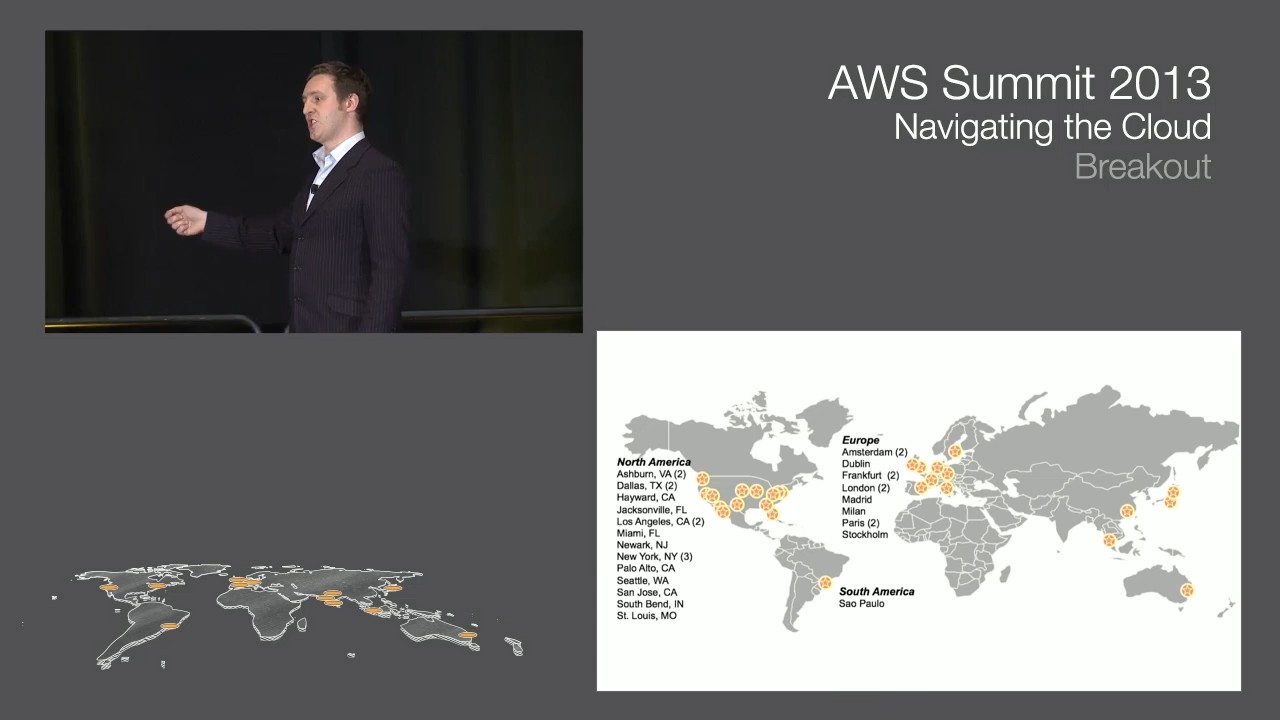 AWS Summit 2013
Navigating the Cloud
Breakout
North America
Ashburn, VA (2)
Dallas, TX (2)
Hayward, CA
Jacksonville, FL
Los Angeles, CA (2)
Miami, FL
Newark, NJ
New York, NY (3)
Palo Alto, CA
Seattle, WA
San Jose, CA
South Bend, IN
St. Louis, MO
Europe
Amsterdam (2)
Dublin
Frankfurt (2)
London (2)
Madrid
Milan
Paris (2)
Stockholm
South America
Sao Paulo